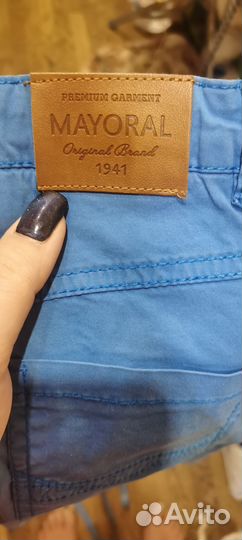 PREMIUM GARMENT
MAYORAL
Original Brand
1941
Avito